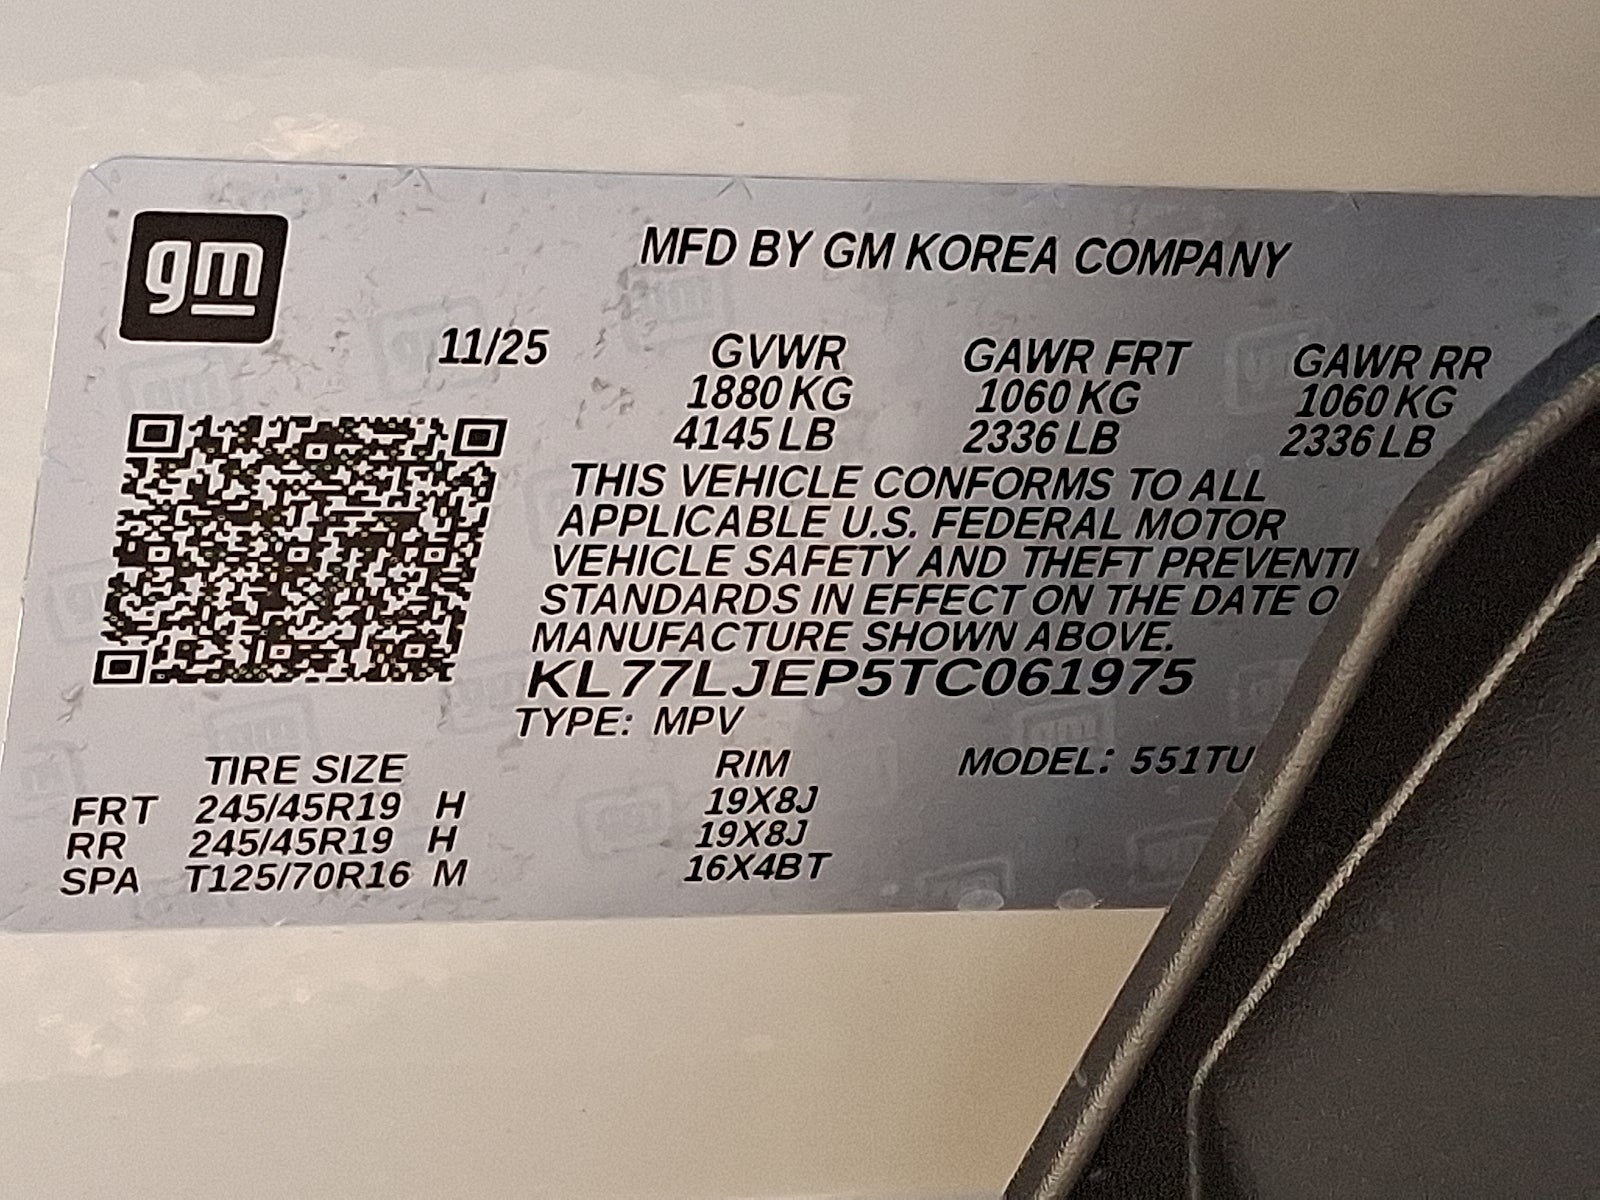 gm
MFD BY GM KOREA COMPANY
11/25 GVWR GAWR FRT GAWR RR
1880 KG 1060 KG 1060 KG
4145 LB 2336 LB 2336 LB
THIS VEHICLE CONFORMS TO ALL
APPLICABLE U.S. FEDERAL MOTOR
VEHICLE SAFETY AND THEFT PREVENTI
STANDARDS IN EFFECT ON THE DATE O
MANUFACTURE SHOWN ABOVE.
KL77LJEP5TC061975
TYPE: MPV
TIRE SIZE RIM MODEL: 551TU
FRT 245/45R19 H 19X8J
RR 245/45R19 H 19X8J
SPA T125/70R16 M 16X4BT